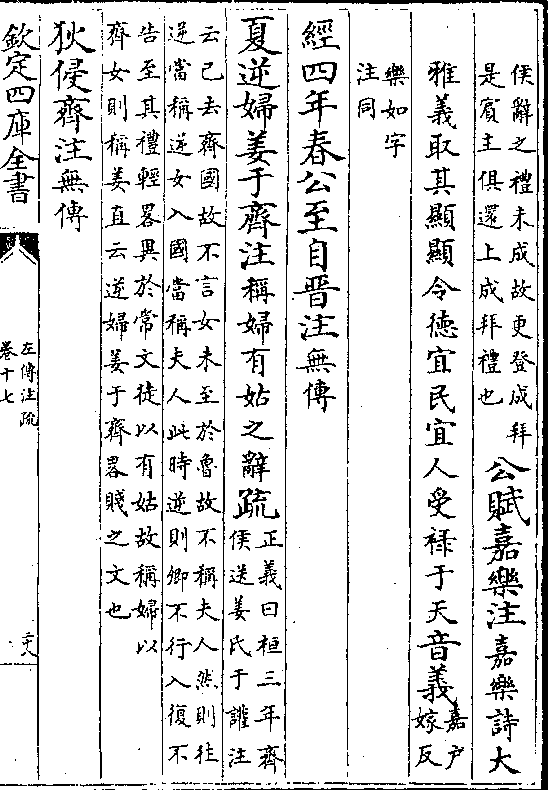 侯辭之禮未成故更登成拜
是賓主俱還上成拜禮也
公賦嘉樂注嘉樂詩大
雅義取其顯顯令德宜民宜人受祿于天音義嘉戶
嫁反
樂如字
注同
經四年春公至自晉注無傳
夏逆婦姜于齊注稱婦有姑之辭疏正義曰桓三年齊
侯送姜氏于讙注
云已去齊國故不言女未至於魯故不稱夫人然則往
逆當稱逆女入國當稱夫人此時逆則卿不行入復不
告至其禮輕畧異於常文徒以有姑故稱婦以
齊女則稱姜直云逆婦姜于齊畧賤之文也
狄侵齊注無傳
欽定四庫全書
左傳注疏
卷十七